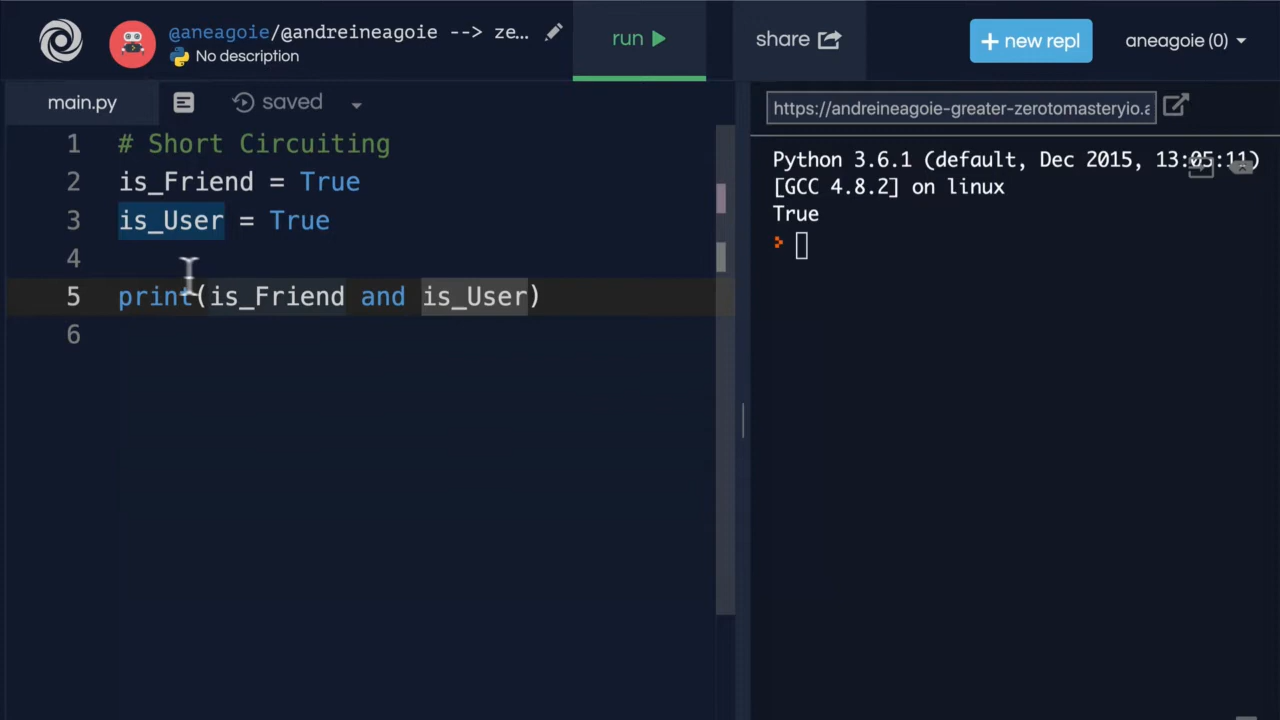 @aneagoie/@andreineagoie --> ze...
No description
run
share
+ new repl
aneagoie (0)
main.py
saved
https://andreineagoie-greater-zerotomasteryio.a
1 # Short Circuiting
2 is_Friend = True
3 is_User = True
4
5 print(is_Friend and is_User)
6
Python 3.6.1 (default, Dec 2015, 13:05:11)
[GCC 4.8.2] on linux
True